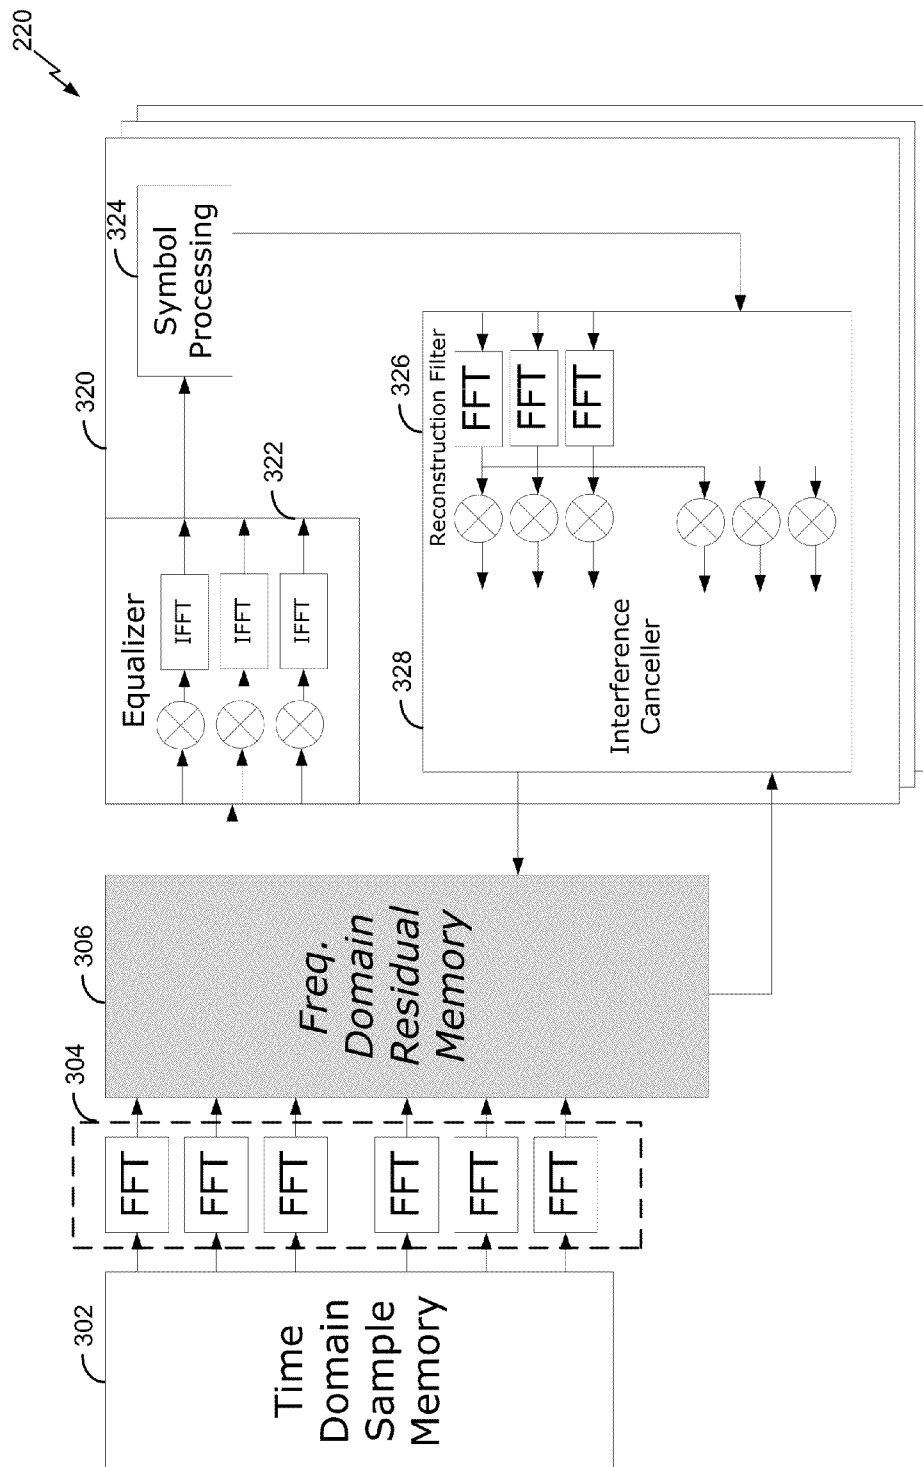 220
302
Time
Domain
Sample
Memory
304
FFT
FFT
FFT
FFT
FFT
FFT
306
Freq.
Domain
Residual
Memory
320
Equalizer
IFFT
IFFT
IFFT
322
324
Symbol
Processing
326
Reconstruction Filter
FFT
FFT
FFT
328
Interference
Canceller